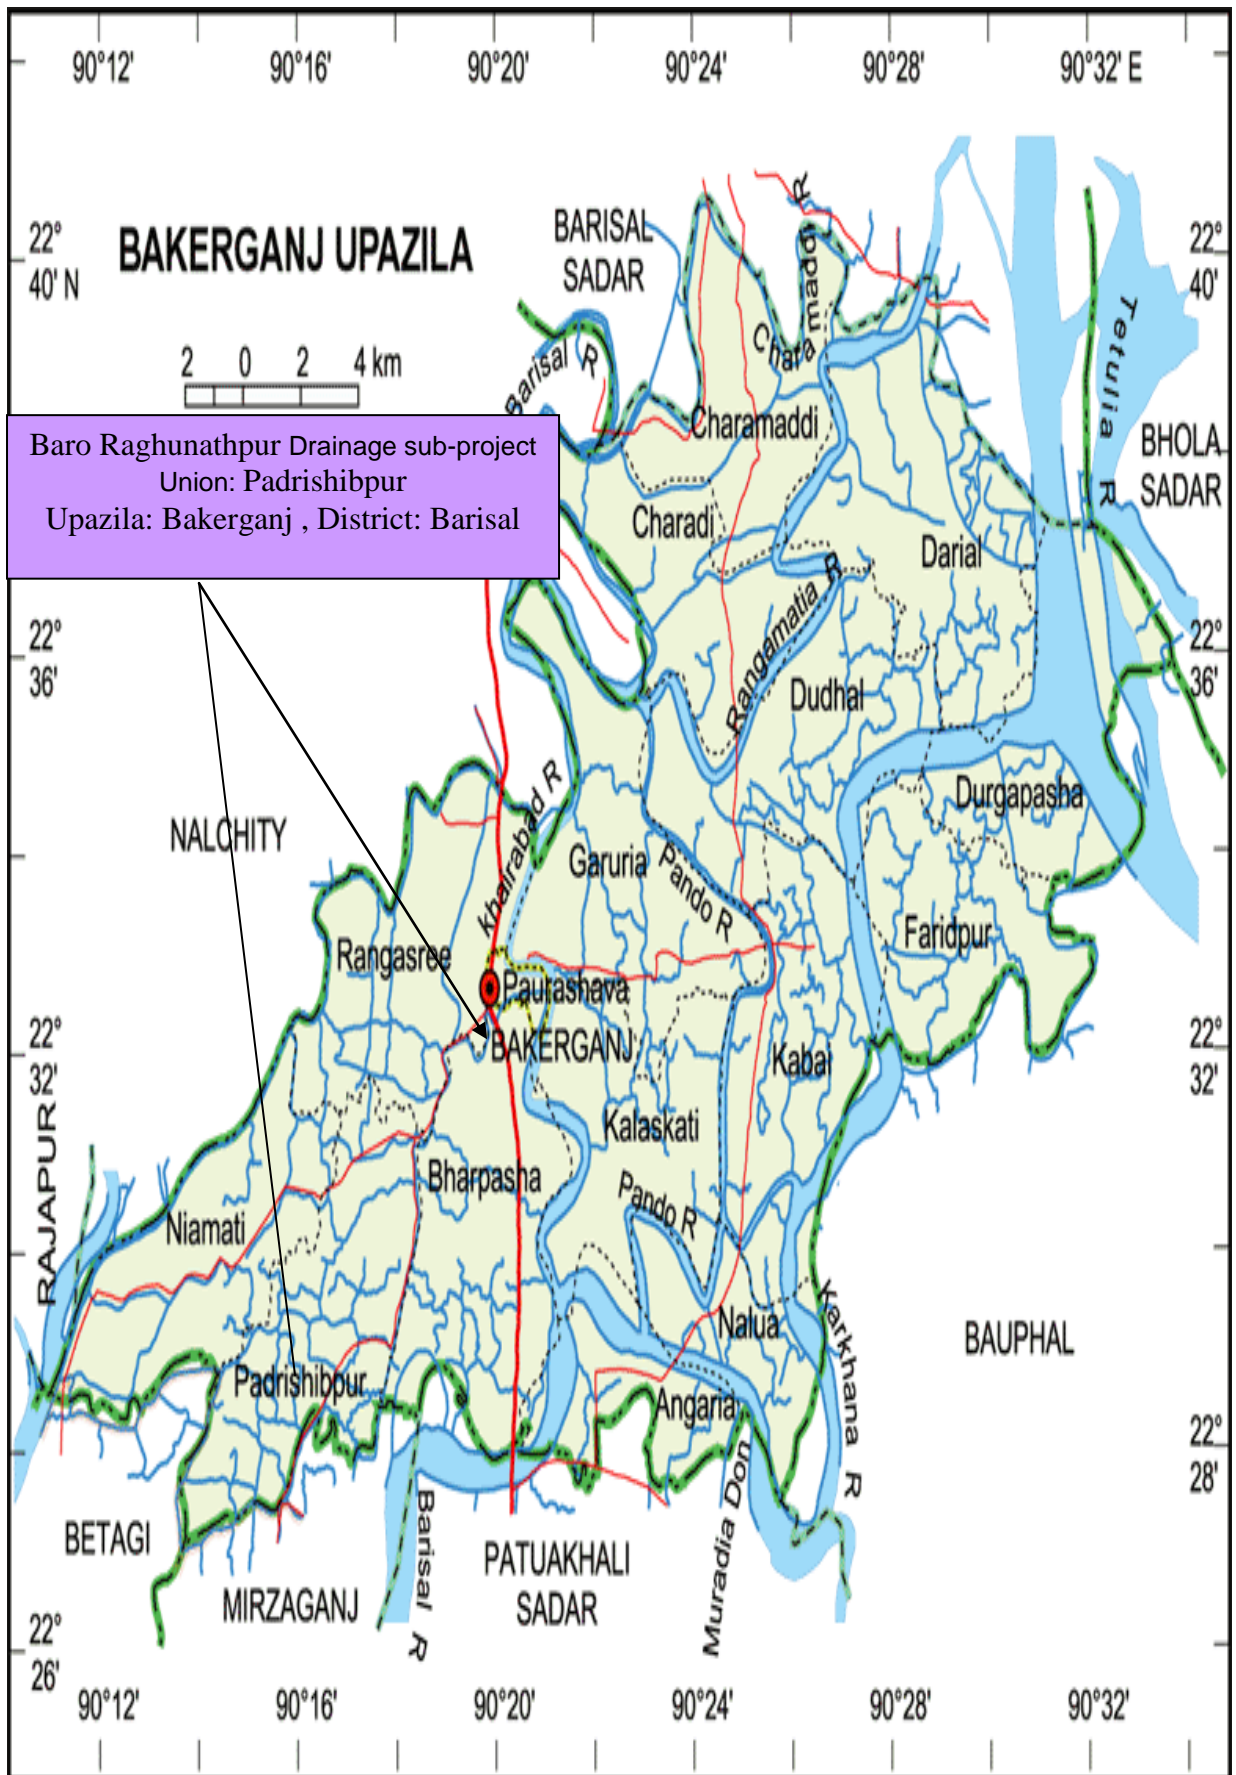 90°12' 90°16' 90°20' 90°24' 90°28' 90°32' E
22°
40' N
BAKERGANJ UPAZILA
BARISAL
SADAR
22°
40'
2 0 2 4 km
Barisal R
Charamaddi R
Tetulia R
BHOLA
SADAR
Charamaddi
Baro Raghunathpur Drainage sub-project
Union: Padrishibpur
Upazila: Bakerganj , District: Barisal
Charadi
Darial
Rangamatia R
22°
36'
22°
36'
Dudhal
Durgapasha
NALCHITY
Khairabad R
Garuria
Pando R
Faridpur
Rangasree
Paurashava
BAKERGANJ
22°
32'
Kabai
22°
32'
RAJAPUR
Kalaskati
Bharpasha
Pando R
Niamati
Nalua
Karkhana R
BAUPHAL
Padrishibpur
Angaria
22°
28'
BETAGI
Barisal R
PATUAKHALI
SADAR
Muradia Don
MIRZAGANJ
22°
26'
90°12' 90°16' 90°20' 90°24' 90°28' 90°32'